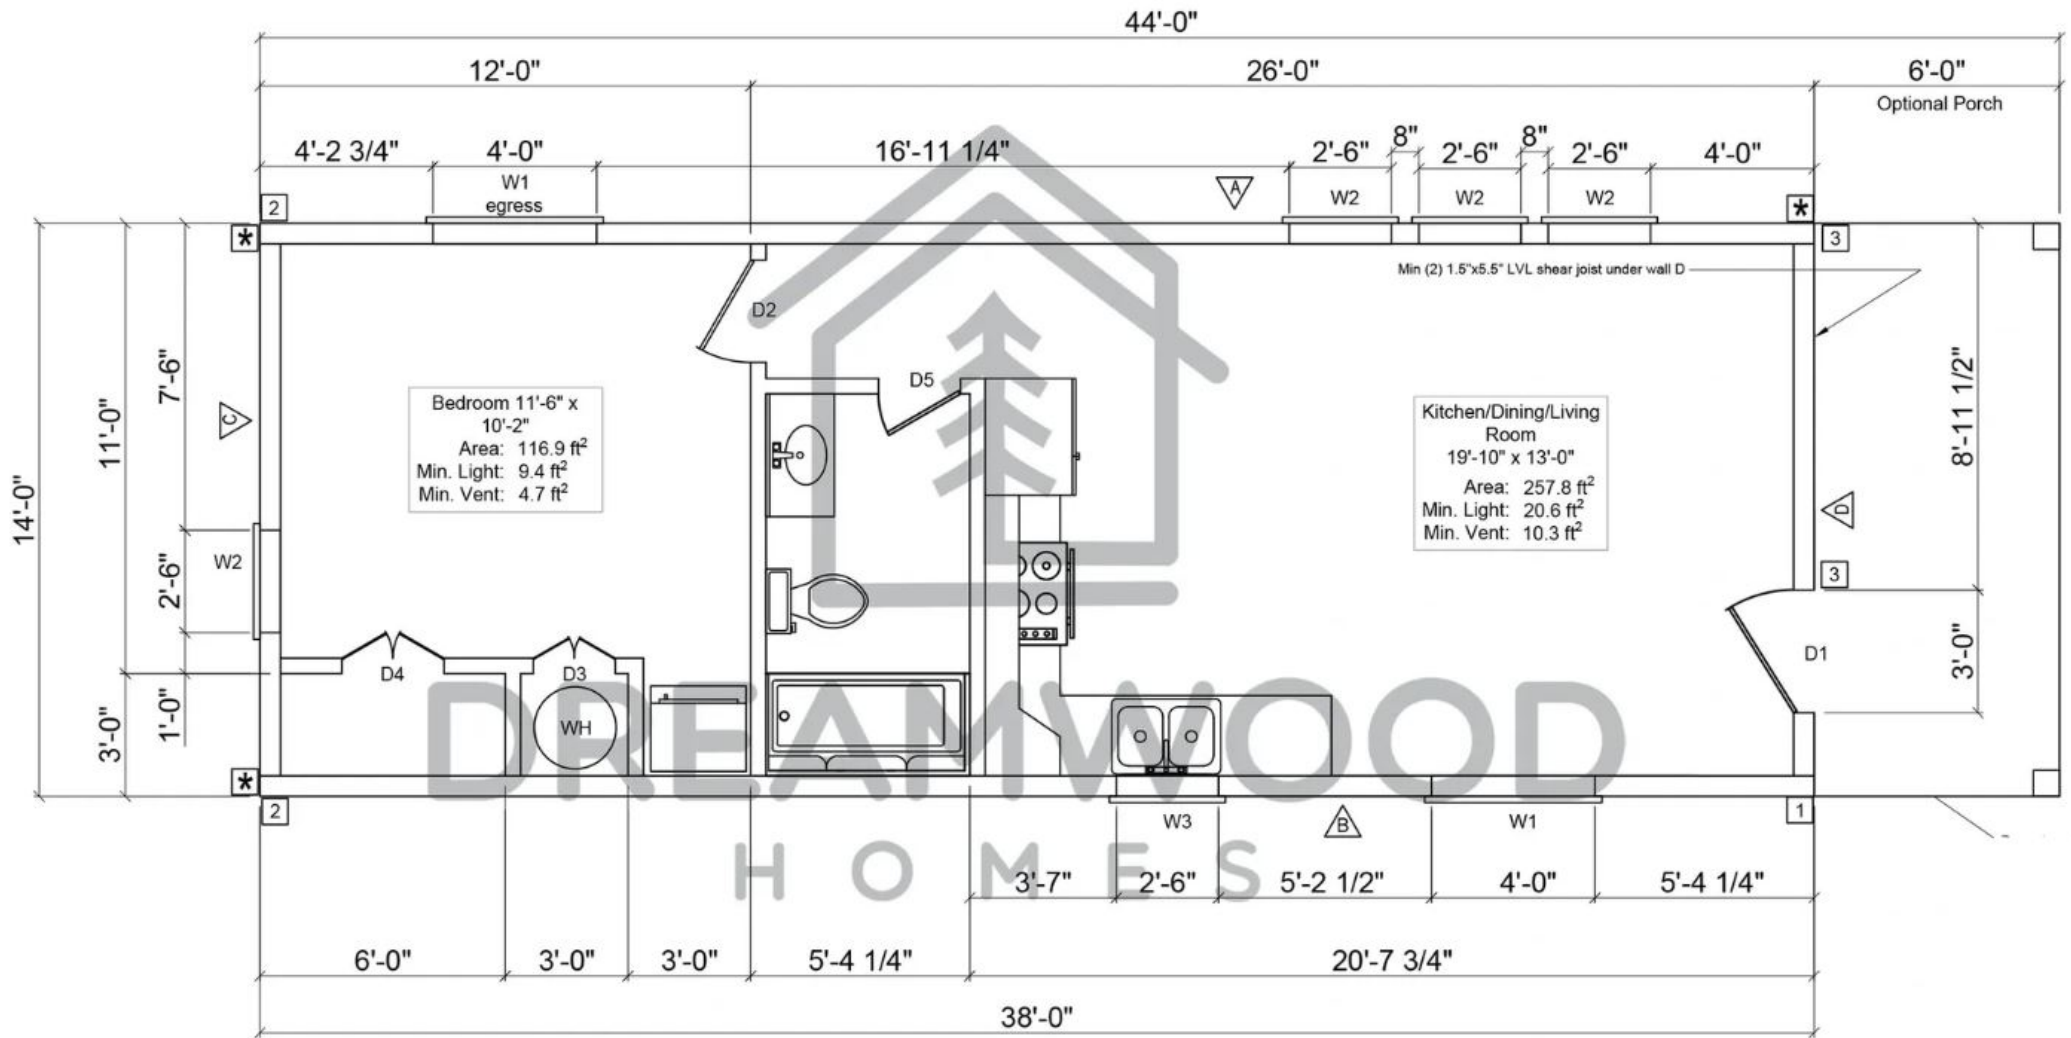 44'-0"
12'-0"
26'-0"
6'-0"
Optional Porch
4'-2 3/4"
4'-0"
16'-11 1/4"
2'-6"
8"
2'-6"
8"
2'-6"
4'-0"
W1
egress
A
W2
W2
W2
2
*
*
3
Min (2) 1.5"x5.5" LVL shear joist under wall D
D2
D5
14'-0"
11'-0"
7'-6"
C
Bedroom 11'-6" x
10'-2"
Area: 116.9 ft²
Min. Light: 9.4 ft²
Min. Vent: 4.7 ft²
Kitchen/Dining/Living
Room
19'-10" x 13'-0"
Area: 257.8 ft²
Min. Light: 20.6 ft²
Min. Vent: 10.3 ft²
8'-11 1/2"
D
W2
2'-6"
3
D1
3'-0"
D4
D3
WH
3'-0"
1'-0"
DREAMWOOD
HOMES
*
2
1
W3
B
W1
3'-7"
2'-6"
5'-2 1/2"
4'-0"
5'-4 1/4"
6'-0"
3'-0"
3'-0"
5'-4 1/4"
20'-7 3/4"
38'-0"